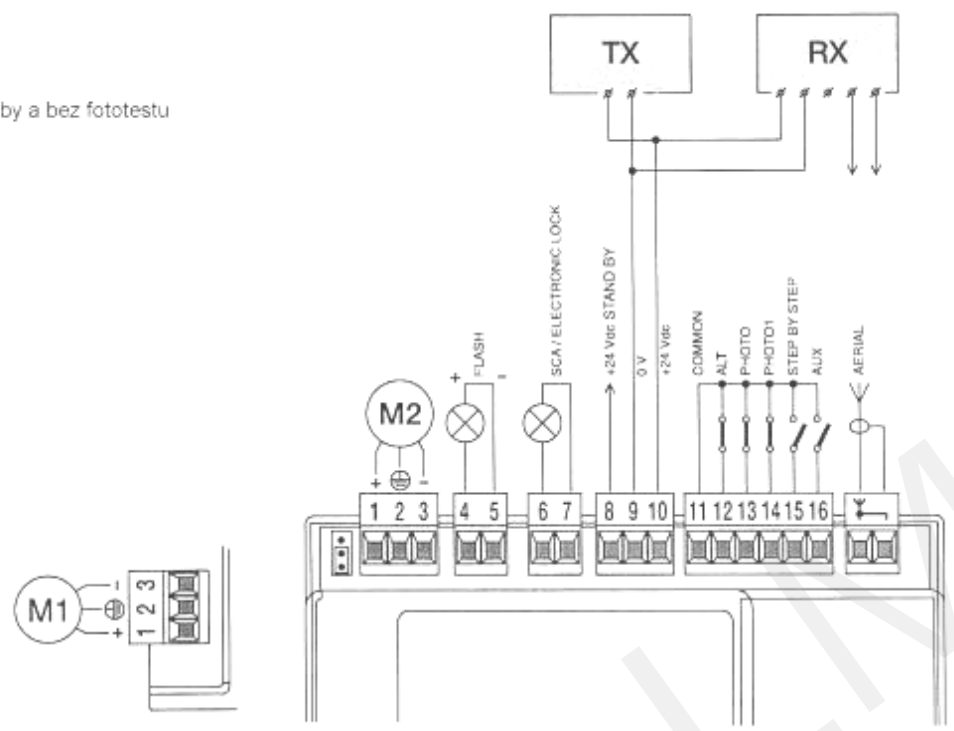 TX RX
by a bez fototestu
SCA / ELECTRONIC LOCK
+24 Vdc STAND BY
FLASH
0 V
+24 Vdc
COMMON
ALT
PHOTO
PHOTO1
STEP BY STEP
AUX
AERIAL
+ -
M2
+ -
1 2 3 4 5 6 7 8 9 10 11 12 13 14 15 16
M1
- 3
2
+ 1
LM